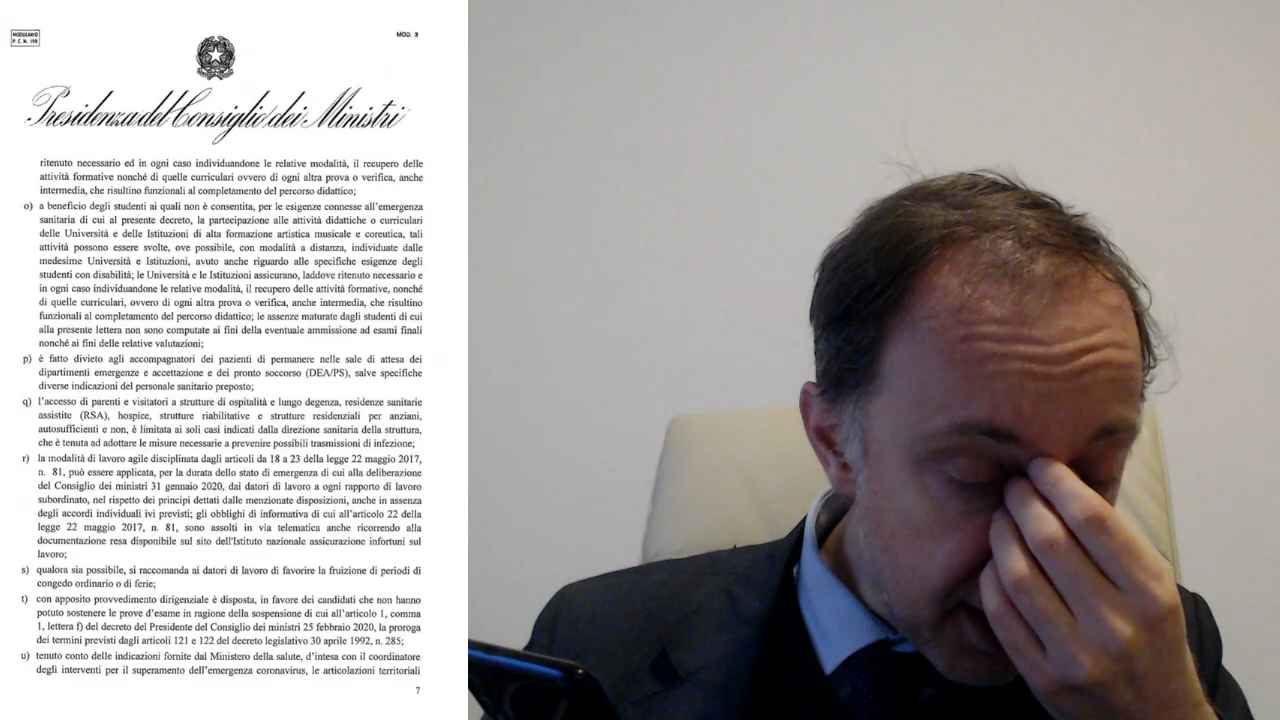 MODULARIO
P. C. M. 198
MOD. 3
Presidenza del Consiglio dei Ministri
ritenuto necessario ed in ogni caso individuandone le relative modalità, il recupero delle
attività formative nonché di quelle curriculari ovvero di ogni altra prova o verifica, anche
intermedia, che risultino funzionali al completamento del percorso didattico;
o) a beneficio degli studenti ai quali non è consentita, per le esigenze connesse all'emergenza
sanitaria di cui al presente decreto, la partecipazione alle attività didattiche o curriculari
delle Università e delle Istituzioni di alta formazione artistica musicale e coreutica, tali
attività possono essere svolte, ove possibile, con modalità a distanza, individuate dalle
medesime Università e Istituzioni, avuto anche riguardo alle specifiche esigenze degli
studenti con disabilità; le Università e le Istituzioni assicurano, laddove ritenuto necessario e
in ogni caso individuandone le relative modalità, il recupero delle attività formative, nonché
di quelle curriculari, ovvero di ogni altra prova o verifica, anche intermedia, che risultino
funzionali al completamento del percorso didattico; le assenze maturate dagli studenti di cui
alla presente lettera non sono computate ai fini della eventuale ammissione ad esami finali
nonché ai fini delle relative valutazioni;
p) è fatto divieto agli accompagnatori dei pazienti di permanere nelle sale di attesa dei
dipartimenti emergenze e accettazione e dei pronto soccorso (DEA/PS), salve specifiche
diverse indicazioni del personale sanitario preposto;
q) l'accesso di parenti e visitatori a strutture di ospitalità e lungo degenza, residenze sanitarie
assistite (RSA), hospice, strutture riabilitative e strutture residenziali per anziani,
autosufficienti e non, è limitata ai soli casi indicati dalla direzione sanitaria della struttura,
che è tenuta ad adottare le misure necessarie a prevenire possibili trasmissioni di infezione;
r) la modalità di lavoro agile disciplinata dagli articoli da 18 a 23 della legge 22 maggio 2017,
n. 81, può essere applicata, per la durata dello stato di emergenza di cui alla deliberazione
del Consiglio dei ministri 31 gennaio 2020, dai datori di lavoro a ogni rapporto di lavoro
subordinato, nel rispetto dei principi dettati dalle menzionate disposizioni, anche in assenza
degli accordi individuali ivi previsti; gli obblighi di informativa di cui all'articolo 22 della
legge 22 maggio 2017, n. 81, sono assolti in via telematica anche ricorrendo alla
documentazione resa disponibile sul sito dell'Istituto nazionale assicurazione infortuni sul
lavoro;
s) qualora sia possibile, si raccomanda ai datori di lavoro di favorire la fruizione di periodi di
congedo ordinario o di ferie;
t) con apposito provvedimento dirigenziale è disposta, in favore dei candidati che non hanno
potuto sostenere le prove d'esame in ragione della sospensione di cui all'articolo 1, comma
1, lettera f) del decreto del Presidente del Consiglio dei ministri 25 febbraio 2020, la proroga
dei termini previsti dagli articoli 121 e 122 del decreto legislativo 30 aprile 1992, n. 285;
u) tenuto conto delle indicazioni fornite dal Ministero della salute, d'intesa con il coordinatore
degli interventi per il superamento dell'emergenza coronavirus, le articolazioni territoriali
7